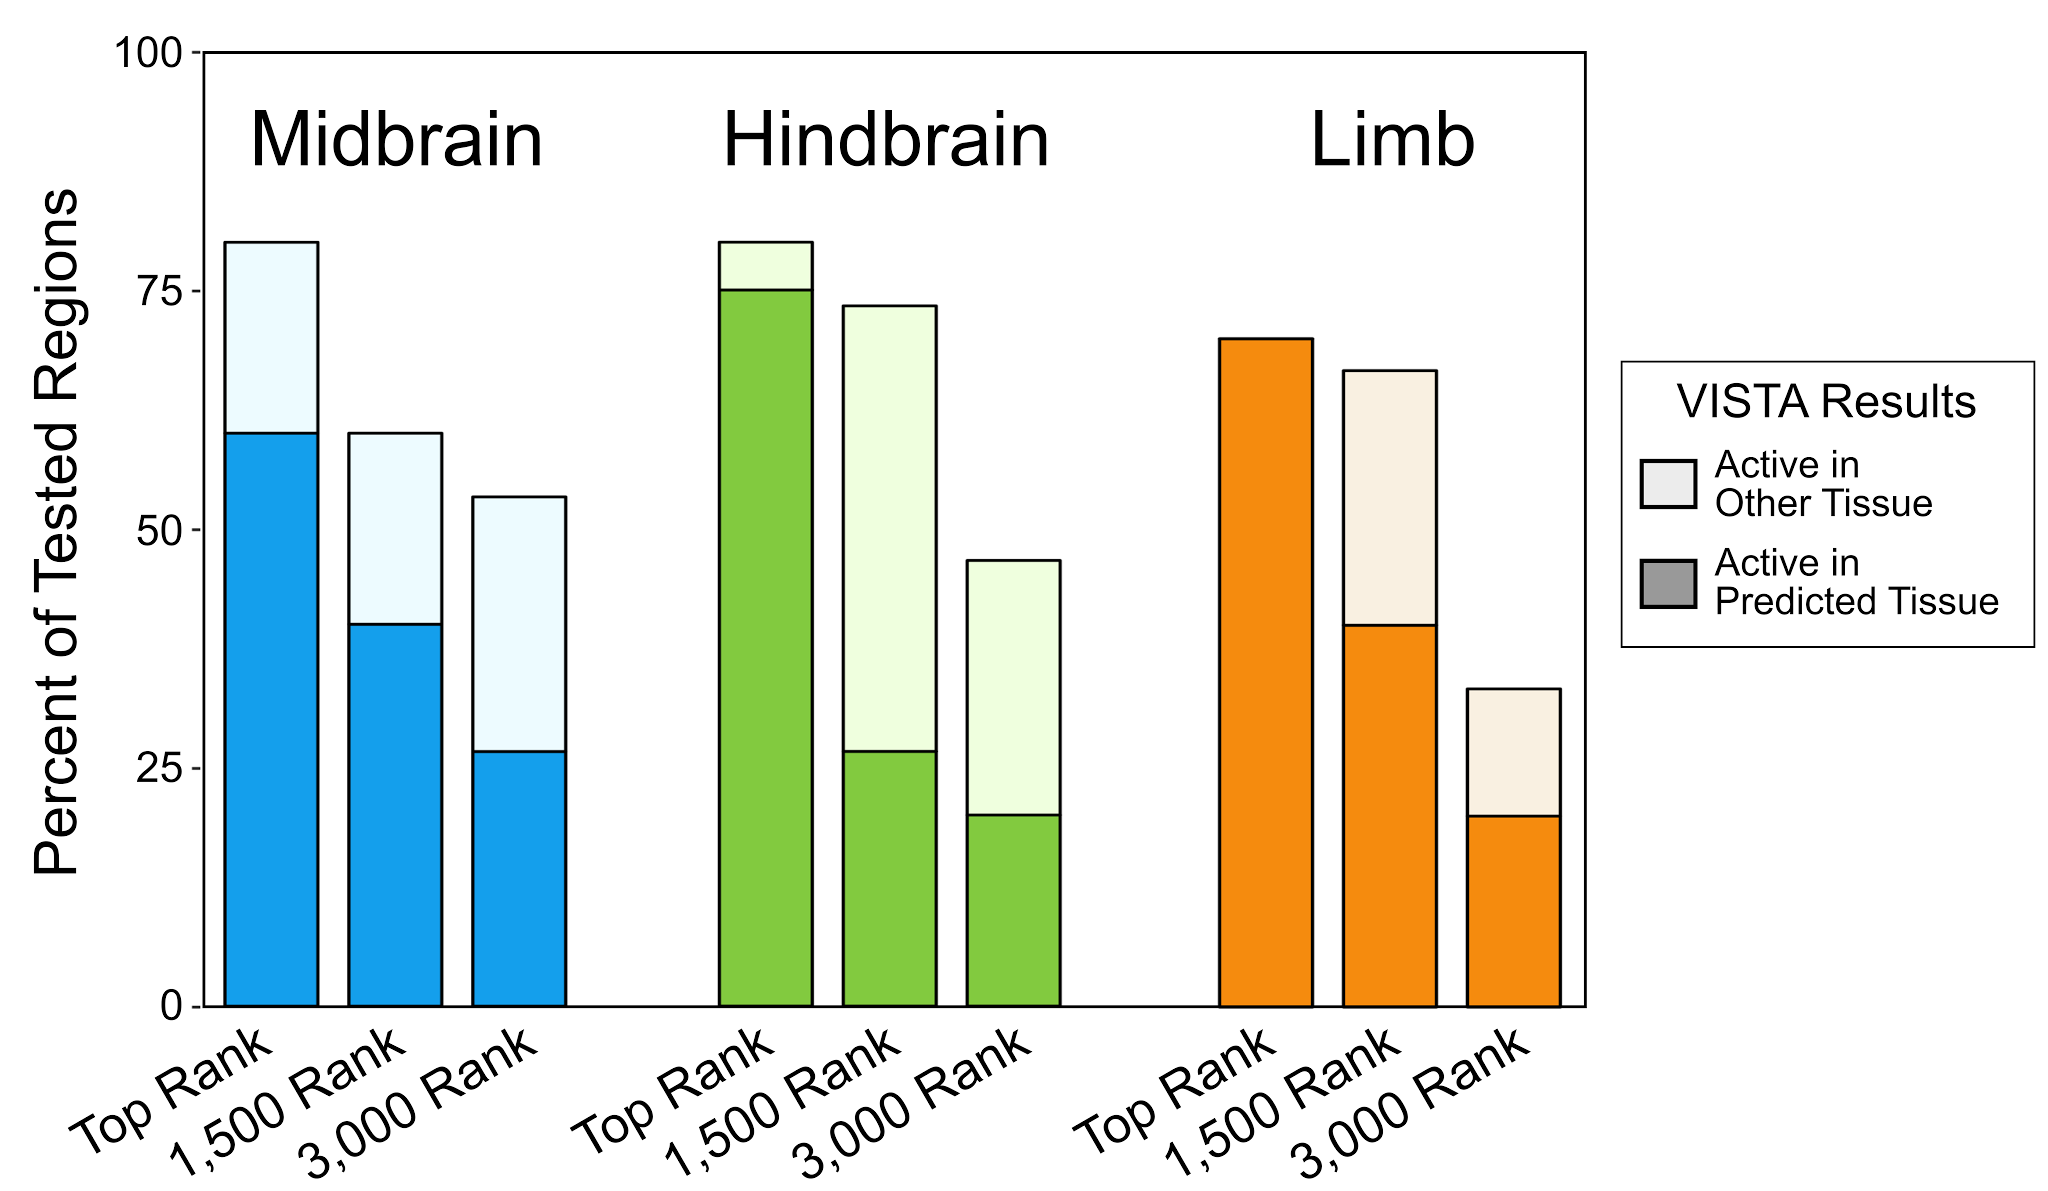 100
75
50
25
0
Percent of Tested Regions
Midbrain
Hindbrain
Limb
Top Rank
1,500 Rank
3,000 Rank
Top Rank
1,500 Rank
3,000 Rank
Top Rank
1,500 Rank
3,000 Rank
VISTA Results
Active in
Other Tissue
Active in
Predicted Tissue